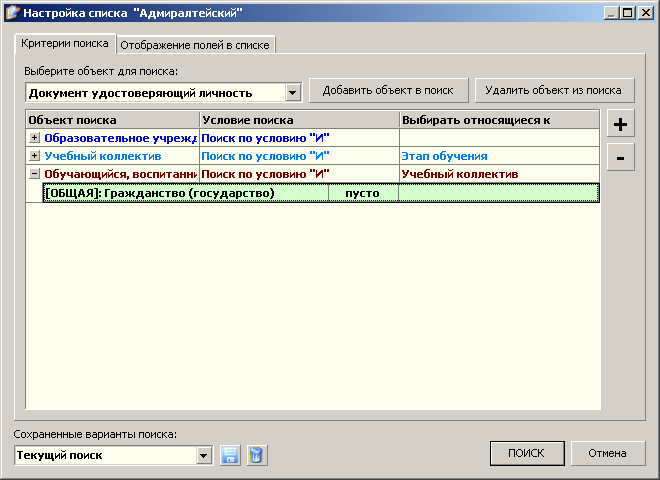 Настройка списка "Адмиралтейский"
Критерии поиска
Отображение полей в списке
Выберите объект для поиска:
Документ удостоверяющий личность
Добавить объект в поиск
Удалить объект из поиска
Объект поиска Условие поиска Выбирать относящиеся к
Образовательное учрежд Поиск по условию "И"
Учебный коллектив Поиск по условию "И" Этап обучения
Обучающийся, воспитанни Поиск по условию "И" Учебный коллектив
[ОБЩАЯ]: Гражданство (государство) пусто
+
-
Сохраненные варианты поиска:
Текущий поиск
ПОИСК
Отмена